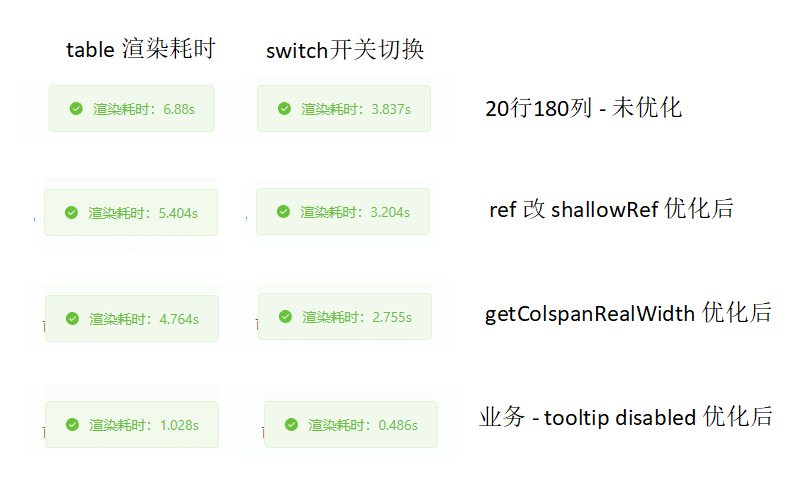 table 渲染耗时 switch开关切换
渲染耗时：6.88s 渲染耗时：3.837s 20行180列 - 未优化
渲染耗时：5.404s 渲染耗时：3.204s ref 改 shallowRef 优化后
渲染耗时：4.764s 渲染耗时：2.755s getColspanRealWidth 优化后
渲染耗时：1.028s 渲染耗时：0.486s 业务 - tooltip disabled 优化后